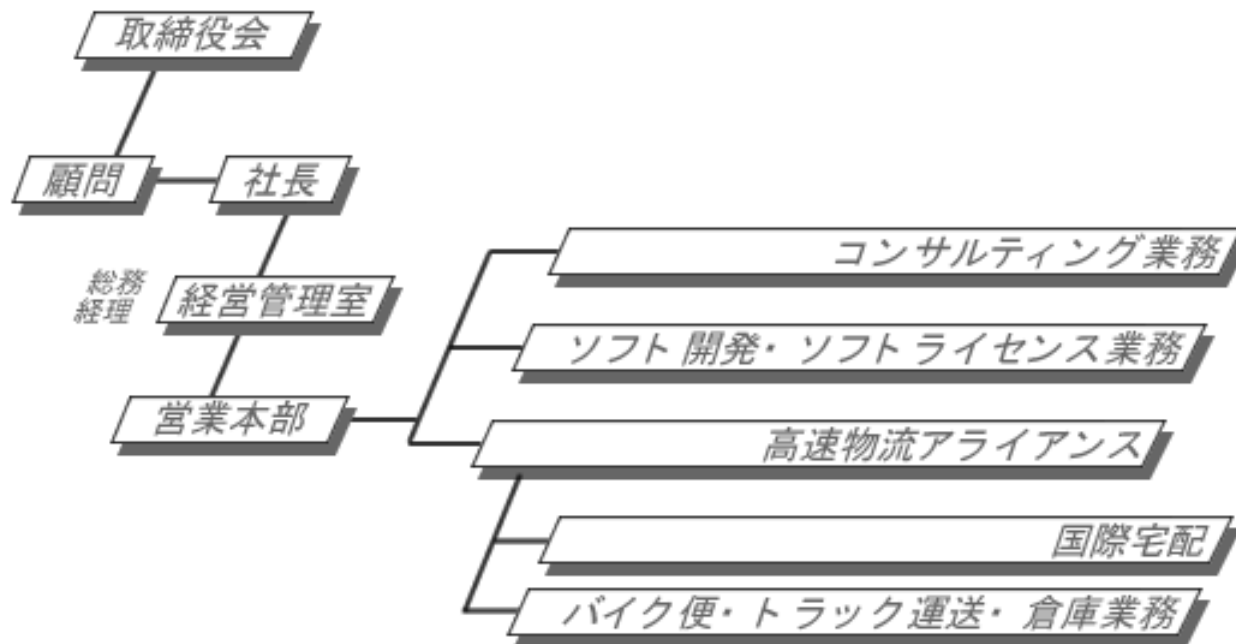 取締役会
顧問
社長
総務
経理
経営管理室
営業本部
コンサルティング業務
ソフト開発・ソフトライセンス業務
高速物流アライアンス
国際宅配
バイク便・トラック運送・倉庫業務